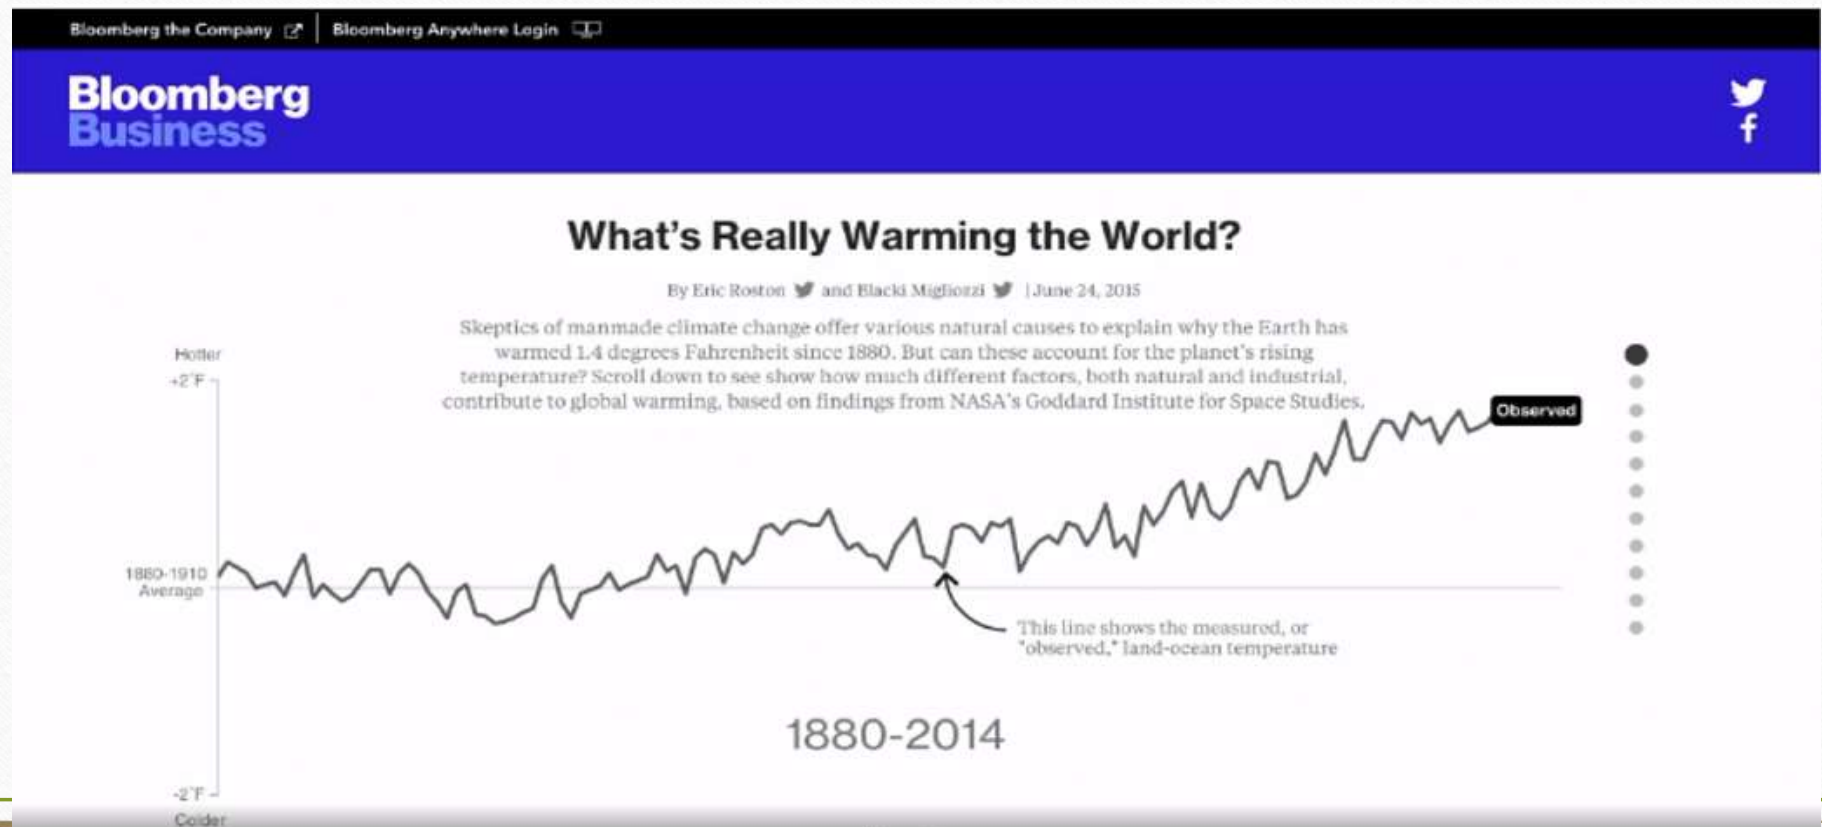 Bloomberg the Company
Bloomberg Anywhere Login
Bloomberg
Business
What's Really Warming the World?
By Eric Roston and Blacki Migliozzi | June 24, 2015
Skeptics of manmade climate change offer various natural causes to explain why the Earth has
warmed 1.4 degrees Fahrenheit since 1880. But can these account for the planet's rising
temperature? Scroll down to see show how much different factors, both natural and industrial,
contribute to global warming, based on findings from NASA's Goddard Institute for Space Studies.
Hotter
+2°F
Observed
1880-1910
Average
This line shows the measured, or
"observed," land-ocean temperature
1880-2014
-2°F
Colder